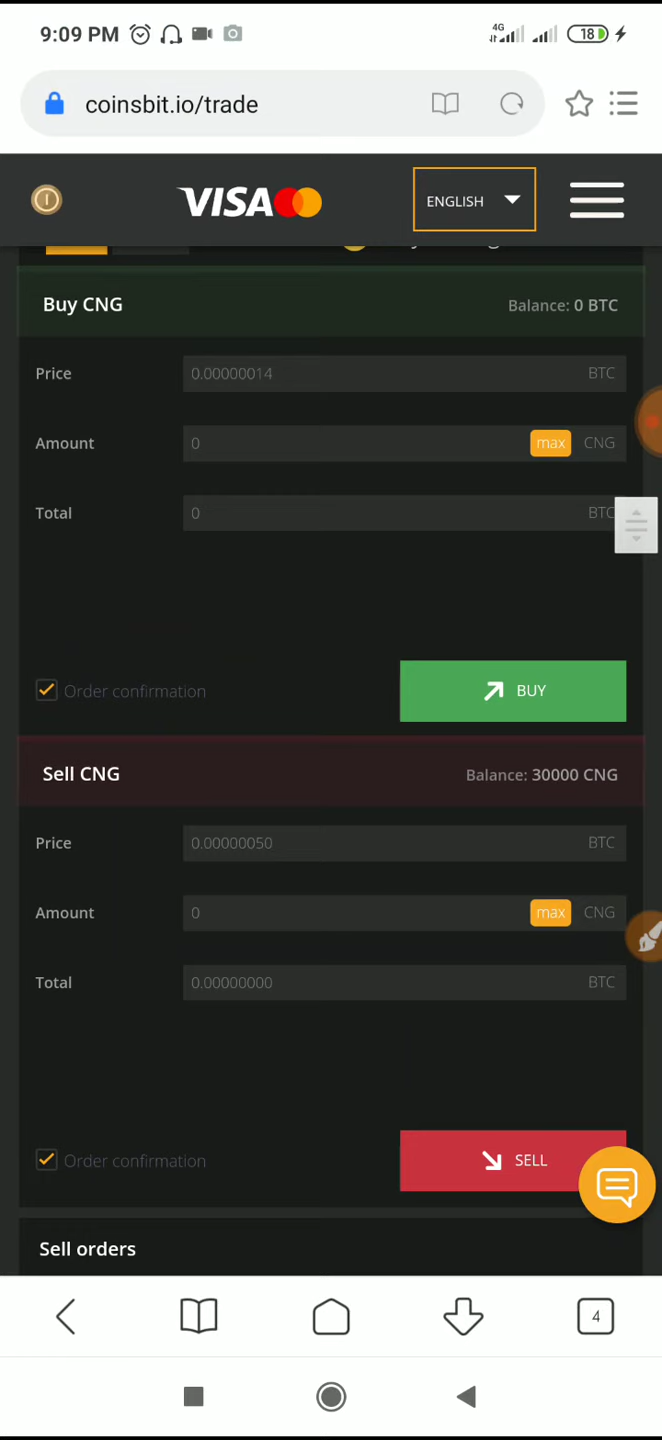 9:09 PM 4G 18
coinsbit.io/trade
VISA ENGLISH
Buy CNG Balance: 0 BTC
Price 0.00000014 BTC
Amount 0 max CNG
Total 0 BTC
Order confirmation BUY
Sell CNG Balance: 30000 CNG
Price 0.00000050 BTC
Amount 0 max CNG
Total 0.00000000 BTC
Order confirmation SELL
Sell orders
4